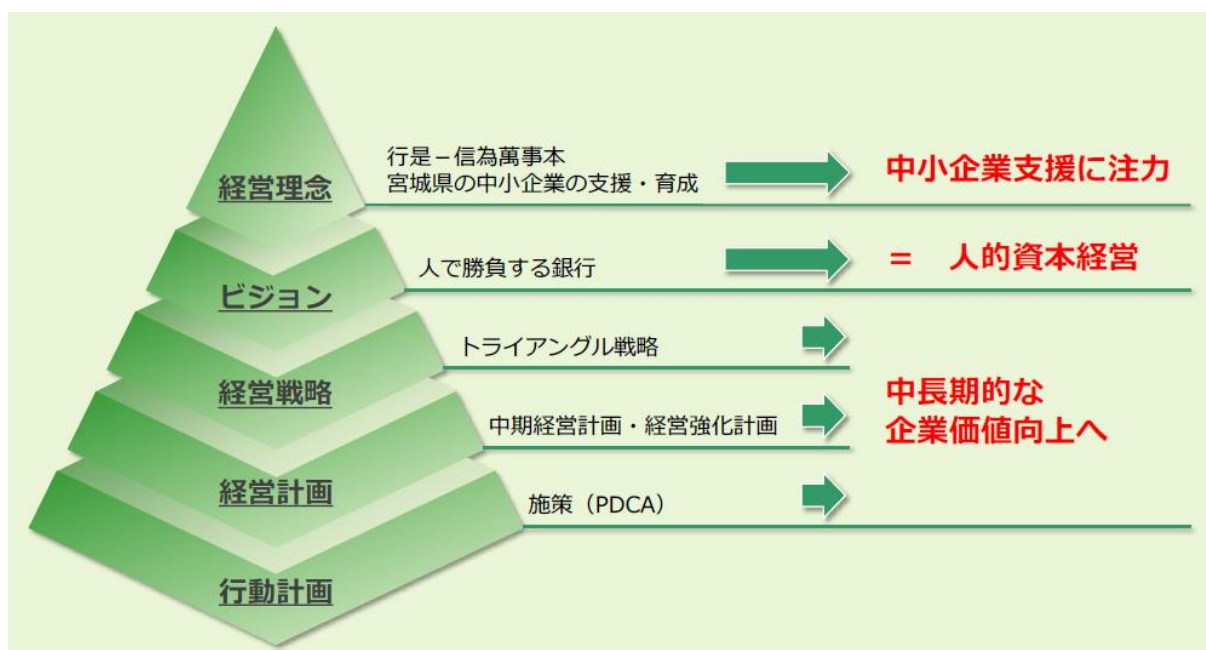 経営理念
行是－信為萬事本
宮城県の中小企業の支援・育成
中小企業支援に注力
ビジョン
人で勝負する銀行
＝ 人的資本経営
経営戦略
トライアングル戦略
経営計画
中期経営計画・経営強化計画
中長期的な
企業価値向上へ
行動計画
施策（PDCA）